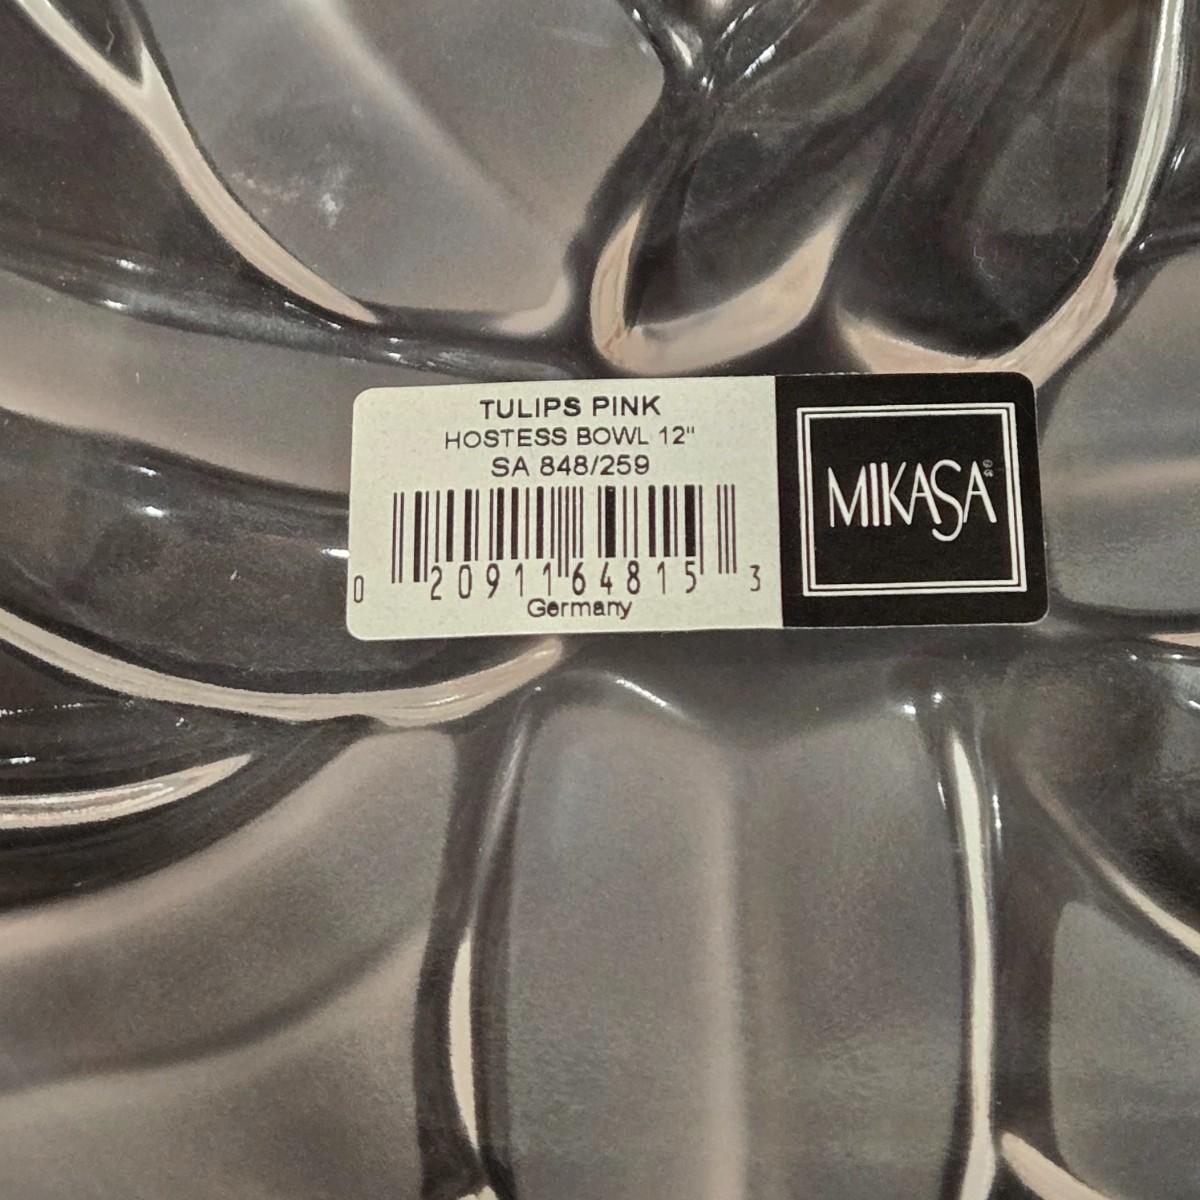 TULIPS PINK
HOSTESS BOWL 12"
SA 848/259
0 20911 64815 3
Germany
MIKASA